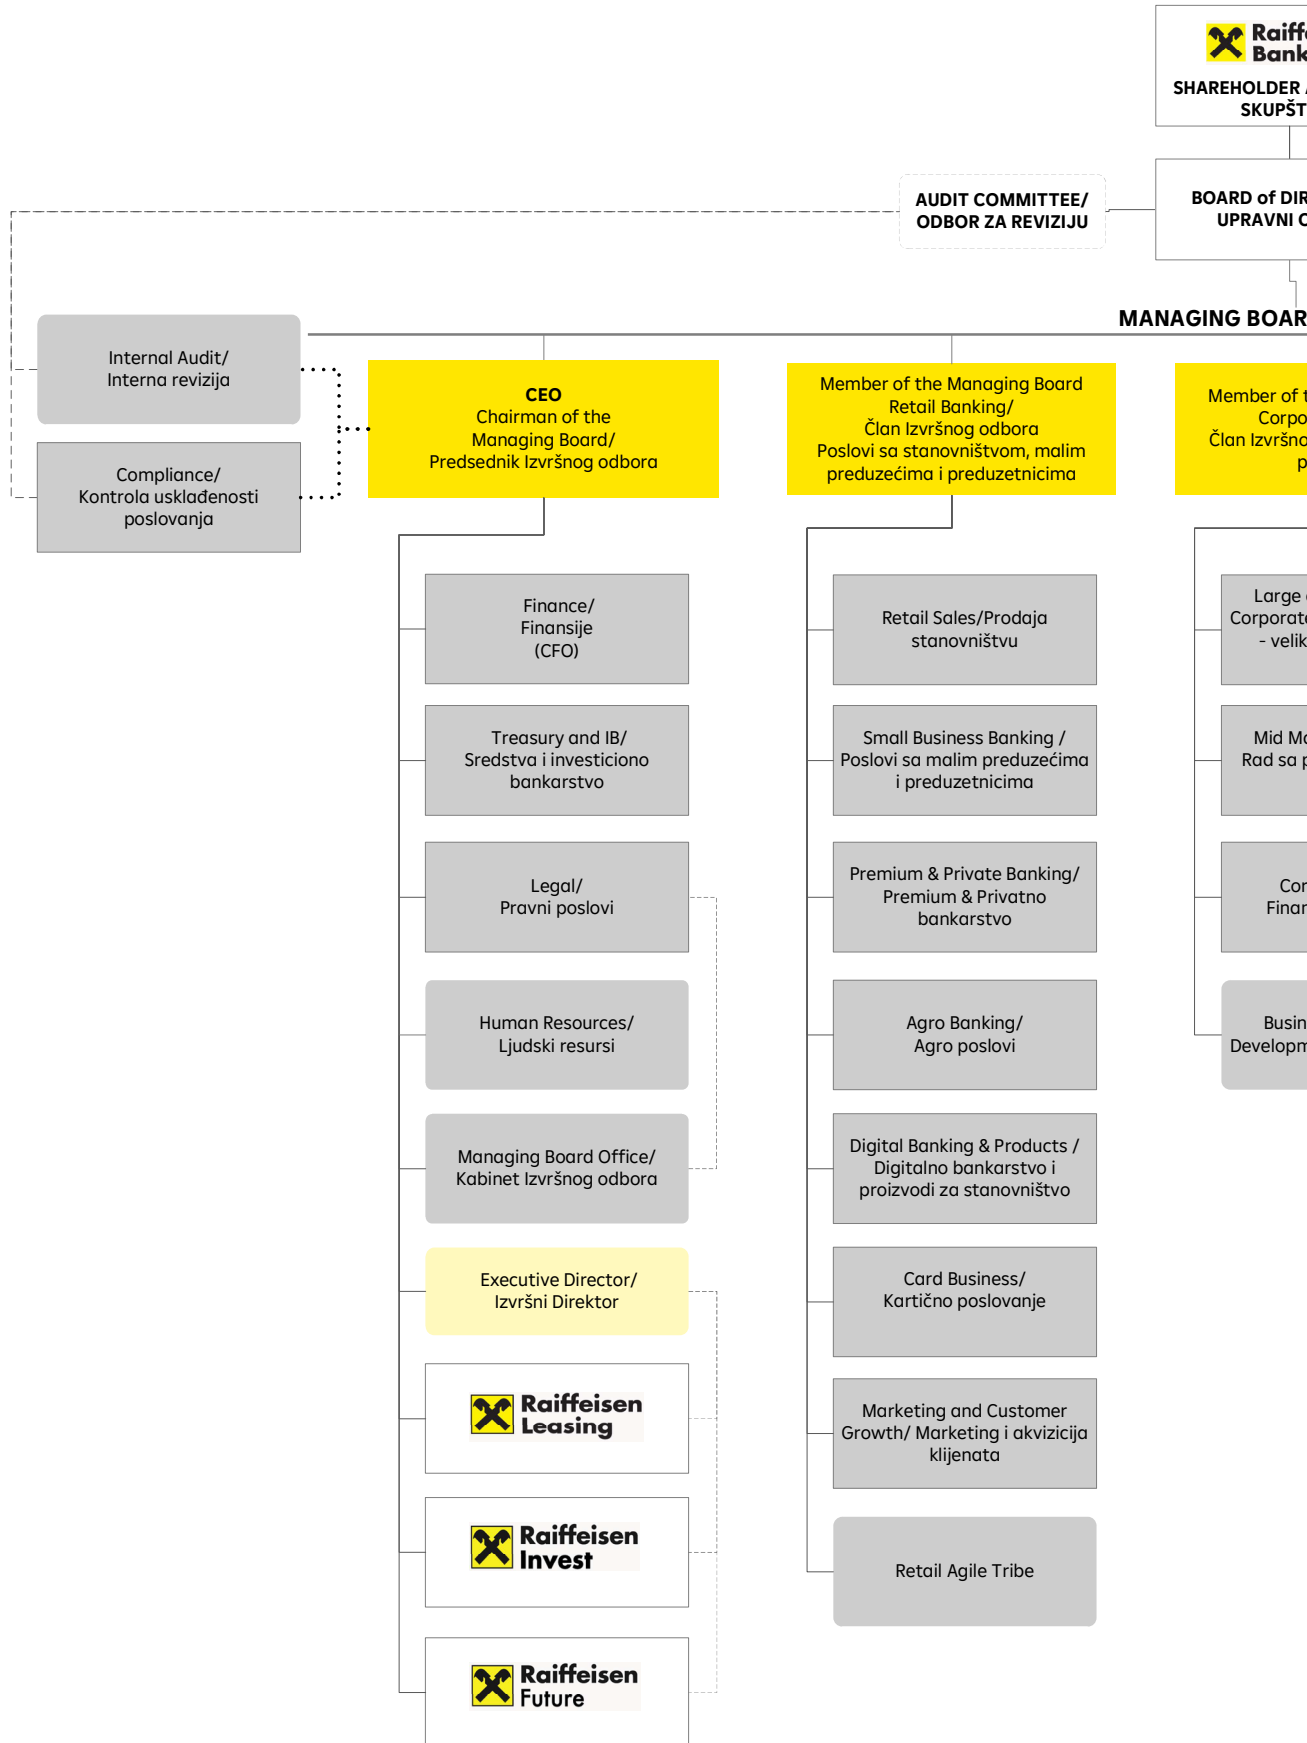 Raiffe
Bank
SHAREHOLDER
SKUPŠT
AUDIT COMMITTEE/
ODBOR ZA REVIZIJU
BOARD of DIR
UPRAVNI
MANAGING BOAR
Internal Audit/
Interna revizija
Compliance/
Kontrola usklađenosti
poslovanja
CEO
Chairman of the
Managing Board/
Predsednik Izvršnog odbora
Finance/
Finansije
(CFO)
Treasury and IB/
Sredstva i investiciono
bankarstvo
Legal/
Pravni poslovi
Human Resources/
Ljudski resursi
Managing Board Office/
Kabinet Izvršnog odbora
Executive Director/
Izvršni Direktor
Raiffeisen
Leasing
Raiffeisen
Invest
Raiffeisen
Future
Member of the Managing Board
Retail Banking/
Član Izvršnog odbora
Poslovi sa stanovništvom, malim
preduzećima i preduzetnicima
Retail Sales/Prodaja
stanovništvu
Small Business Banking /
Poslovi sa malim preduzećima
i preduzetnicima
Premium & Private Banking/
Premium & Privatno
bankarstvo
Agro Banking/
Agro poslovi
Digital Banking & Products /
Digitalno bankarstvo i
proizvodi za stanovništvo
Card Business/
Kartično poslovanje
Marketing and Customer
Growth/ Marketing i akvizicija
klijenata
Retail Agile Tribe
Member of t
Corpo
Član Izvršno
p
Large
Corporate
- velik
Mid Ma
Rad sa p
Cor
Finan
Busin
Developm